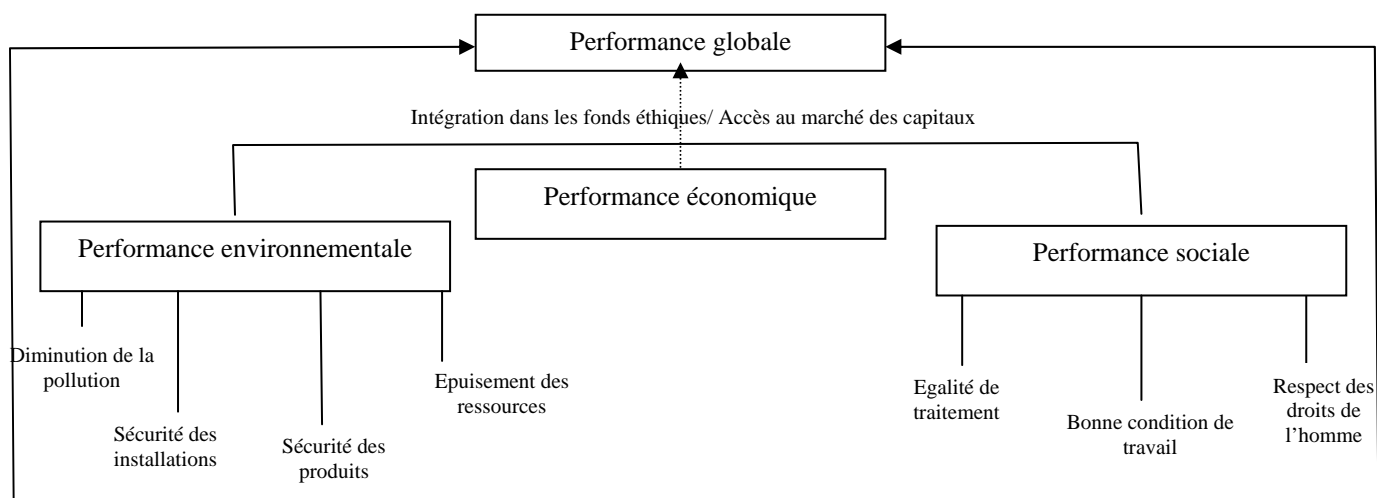 Performance globale
Intégration dans les fonds éthiques/ Accès au marché des capitaux
Performance économique
Performance environnementale
Performance sociale
Diminution de la
pollution
Sécurité des
installations
Sécurité des
produits
Epuisement des
ressources
Egalité de
traitement
Bonne condition de
travail
Respect des
droits de
l’homme